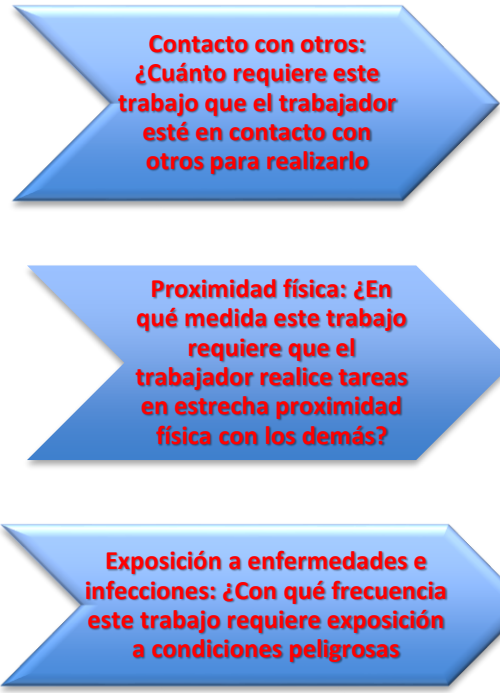 Contacto con otros:
¿Cuánto requiere este
trabajo que el trabajador
esté en contacto con
otros para realizarlo
Proximidad física: ¿En
qué medida este trabajo
requiere que el
trabajador realice tareas
en estrecha proximidad
física con los demás?
Exposición a enfermedades e
infecciones: ¿Con qué frecuencia
este trabajo requiere exposición
a condiciones peligrosas